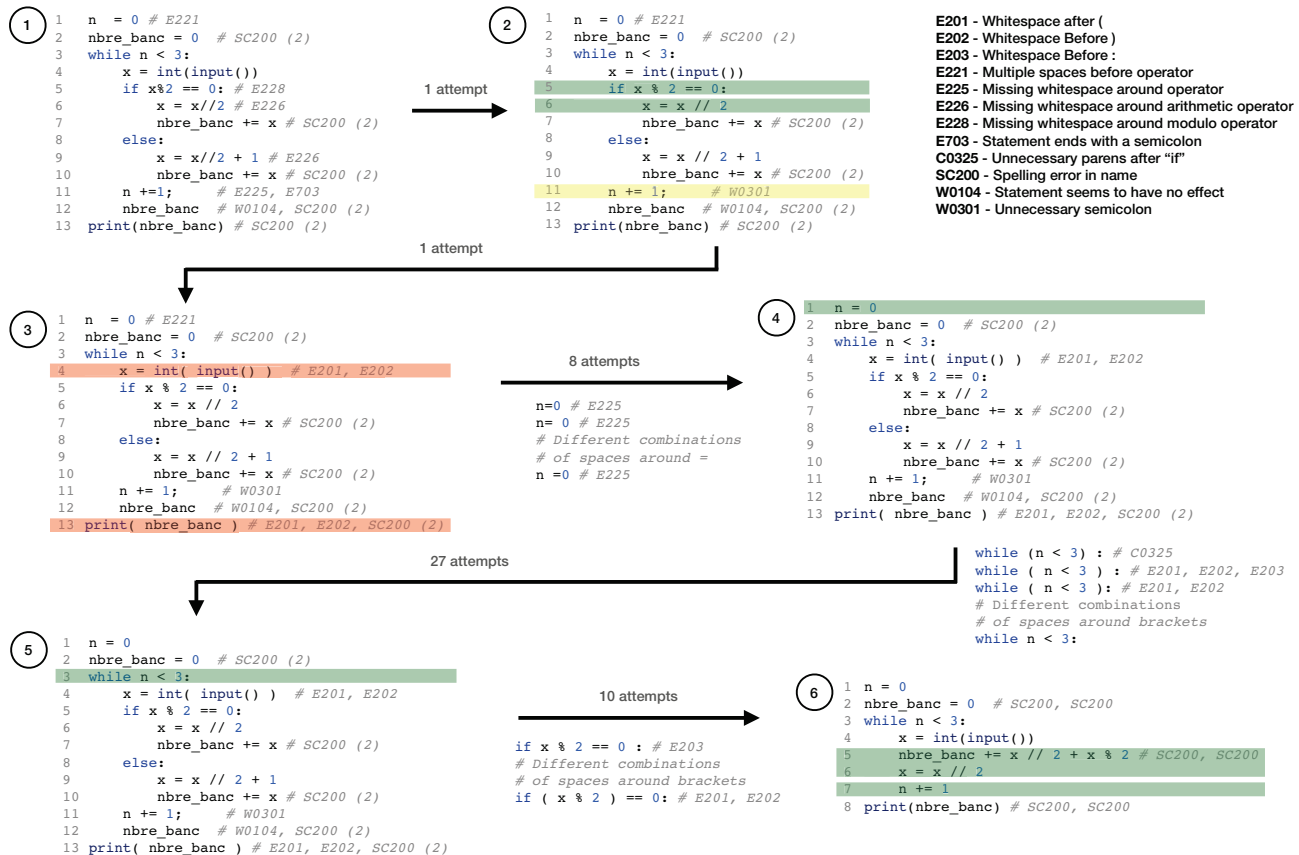 1
1 n  = 0 # E221
2 nbre_banc = 0  # SC200 (2)
3 while n < 3:
4     x = int(input())
5     if x%2 == 0: # E228
6         x = x//2 # E226
7         nbre_banc += x # SC200 (2)
8     else:
9         x = x//2 + 1 # E226
10         nbre_banc += x # SC200 (2)
11     n +=1;     # E225, E703
12     nbre_banc  # W0104, SC200 (2)
13 print(nbre_banc) # SC200 (2)
1 attempt
2
1 n  = 0 # E221
2 nbre_banc = 0  # SC200 (2)
3 while n < 3:
4     x = int(input())
5     if x % 2 == 0:
6         x = x // 2
7         nbre_banc += x # SC200 (2)
8     else:
9         x = x // 2 + 1
10         nbre_banc += x # SC200 (2)
11     n += 1;     # W0301
12     nbre_banc  # W0104, SC200 (2)
13 print(nbre_banc) # SC200 (2)
E201 - Whitespace after (
E202 - Whitespace Before )
E203 - Whitespace Before :
E221 - Multiple spaces before operator
E225 - Missing whitespace around operator
E226 - Missing whitespace around arithmetic operator
E228 - Missing whitespace around modulo operator
E703 - Statement ends with a semicolon
C0325 - Unnecessary parens after “if”
SC200 - Spelling error in name
W0104 - Statement seems to have no effect
W0301 - Unnecessary semicolon
1 attempt
3
1 n  = 0 # E221
2 nbre_banc = 0  # SC200 (2)
3 while n < 3:
4     x = int( input() )  # E201, E202
5     if x % 2 == 0:
6         x = x // 2
7         nbre_banc += x # SC200 (2)
8     else:
9         x = x // 2 + 1
10         nbre_banc += x # SC200 (2)
11     n += 1;     # W0301
12     nbre_banc  # W0104, SC200 (2)
13 print( nbre_banc ) # E201, E202, SC200 (2)
8 attempts
n=0 # E225
n= 0 # E225
# Different combinations
# of spaces around =
n =0 # E225
4
1 n = 0
2 nbre_banc = 0  # SC200 (2)
3 while n < 3:
4     x = int( input() )  # E201, E202
5     if x % 2 == 0:
6         x = x // 2
7         nbre_banc += x # SC200 (2)
8     else:
9         x = x // 2 + 1
10         nbre_banc += x # SC200 (2)
11     n += 1;     # W0301
12     nbre_banc  # W0104, SC200 (2)
13 print( nbre_banc ) # E201, E202, SC200 (2)
27 attempts
while (n < 3) : # C0325
while ( n < 3 ) : # E201, E202, E203
while ( n < 3 ): # E201, E202
# Different combinations
# of spaces around brackets
while n < 3:
5
1 n = 0
2 nbre_banc = 0  # SC200 (2)
3 while n < 3:
4     x = int( input() )  # E201, E202
5     if x % 2 == 0:
6         x = x // 2
7         nbre_banc += x # SC200 (2)
8     else:
9         x = x // 2 + 1
10         nbre_banc += x # SC200 (2)
11     n += 1;     # W0301
12     nbre_banc  # W0104, SC200 (2)
13 print( nbre_banc ) # E201, E202, SC200 (2)
10 attempts
if x % 2 == 0 : # E203
# Different combinations
# of spaces around brackets
if ( x % 2 ) == 0: # E201, E202
6
1 n = 0
2 nbre_banc = 0  # SC200, SC200
3 while n < 3:
4     x = int(input())
5     nbre_banc += x // 2 + x % 2 # SC200, SC200
6     x = x // 2
7     n += 1
8 print(nbre_banc) # SC200, SC200